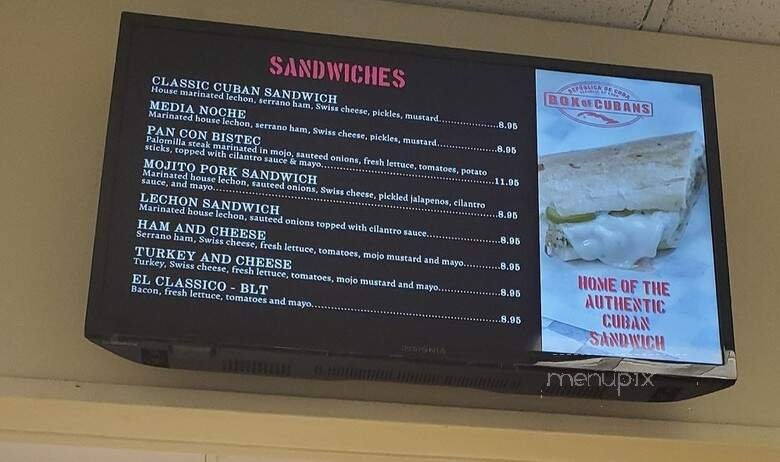 SANDWICHES
CLASSIC CUBAN SANDWICH
House marinated lechon, serrano ham, Swiss cheese, pickles, mustard..................8.95
MEDIA NOCHE
Marinated house lechon, serrano ham, Swiss cheese, pickles, mustard..................8.95
PAN CON BISTEC
Palomilla steak marinated in mojo, sauteed onions, fresh lettuce, tomatoes, potato
sticks, topped with cilantro sauce & mayo..................11.95
MOJITO PORK SANDWICH
Marinated house lechon, sauteed onions, Swiss cheese, pickled jalapenos, cilantro
sauce, and mayo..................8.95
LECHON SANDWICH
Marinated house lechon, sauteed onions topped with cilantro sauce..................8.95
HAM AND CHEESE
Serrano ham, Swiss cheese, fresh lettuce, tomatoes, mojo mustard and mayo..........8.95
TURKEY AND CHEESE
Turkey, Swiss cheese, fresh lettuce, tomatoes, mojo mustard and mayo..................8.95
EL CLASSICO - BLT
Bacon, fresh lettuce, tomatoes and mayo..................8.95
REPUBLICA DE CUBA
BOX OF CUBANS
HOME OF THE
AUTHENTIC
CUBAN
SANDWICH
INSIGNIA
menupix